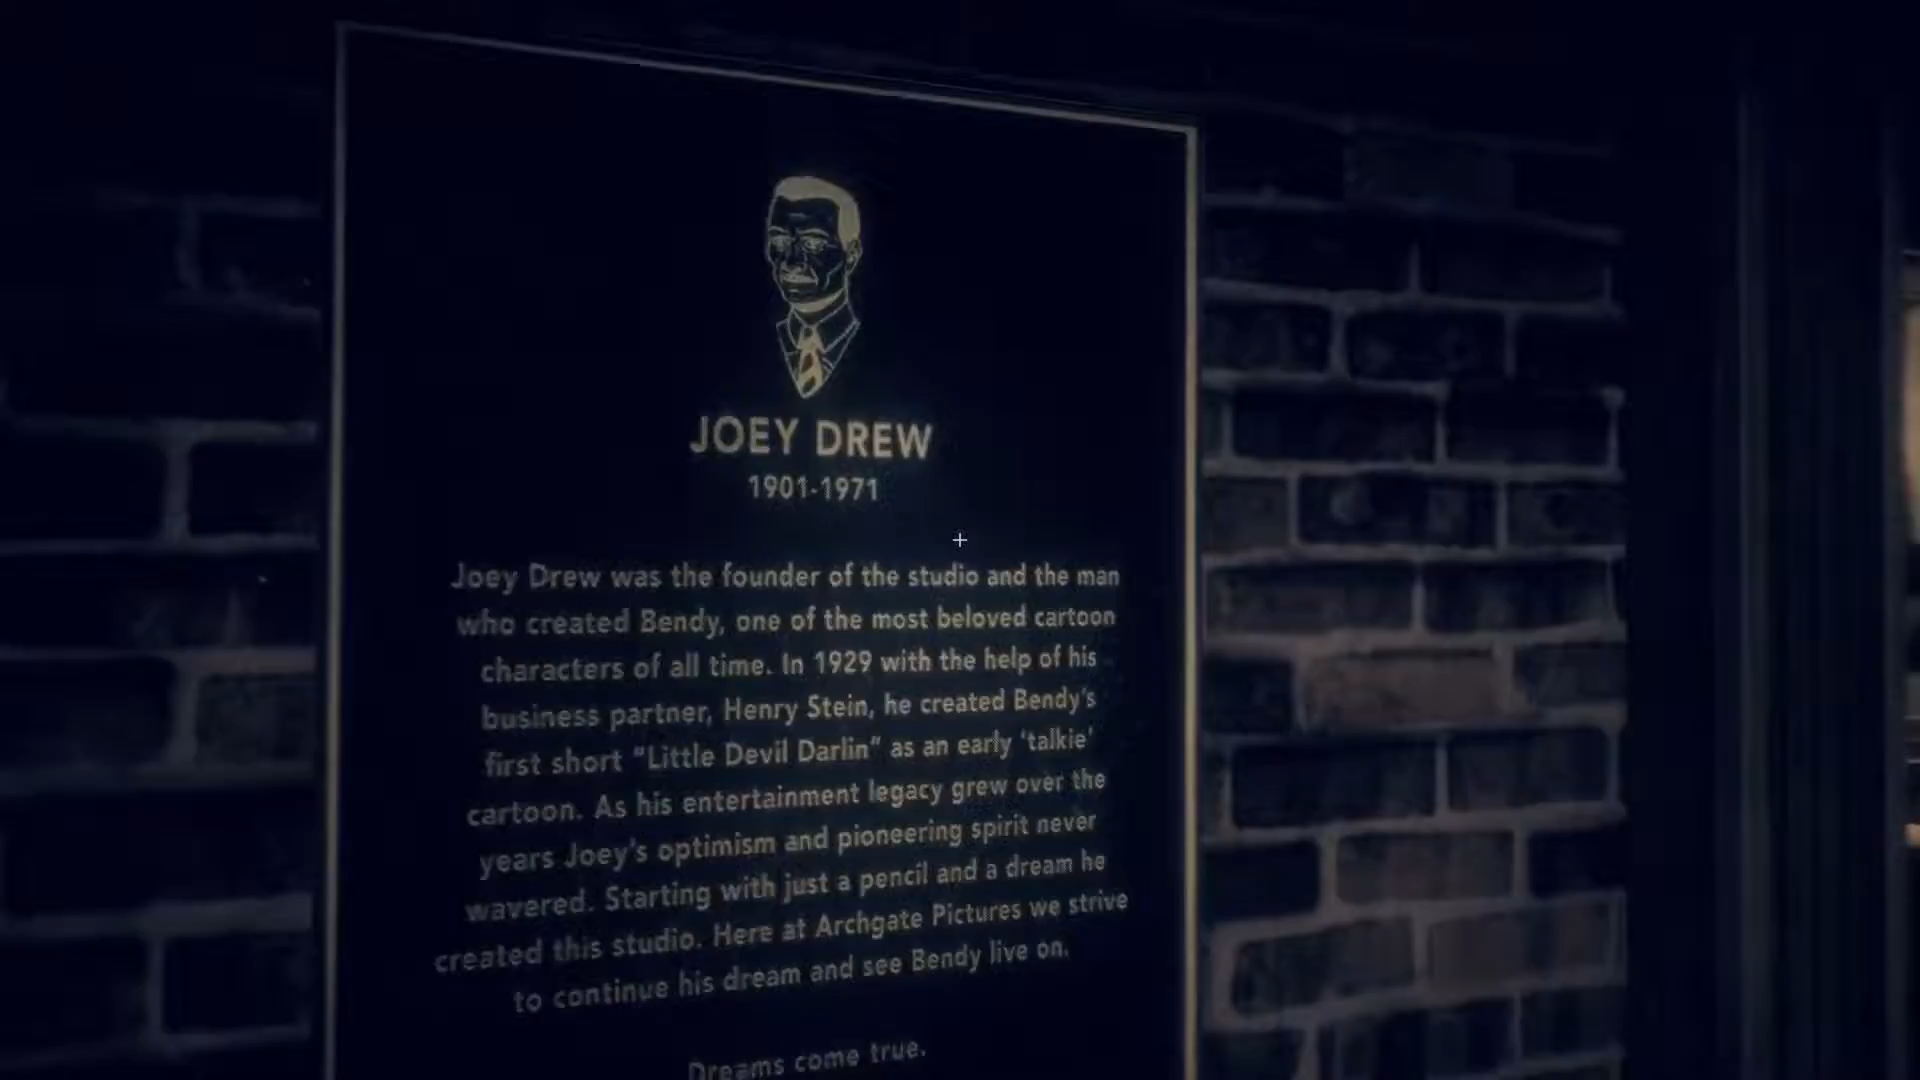 JOEY DREW
1901-1971
Joey Drew was the founder of the studio and the man
who created Bendy, one of the most beloved cartoon
characters of all time. In 1929 with the help of his
business partner, Henry Stein, he created Bendy's
first short "Little Devil Darlin" as an early 'talkie'
cartoon. As his entertainment legacy grew over the
years Joey's optimism and pioneering spirit never
wavered. Starting with just a pencil and a dream he
created this studio. Here at Archgate Pictures we strive
to continue his dream and see Bendy live on.
Dreams come true.